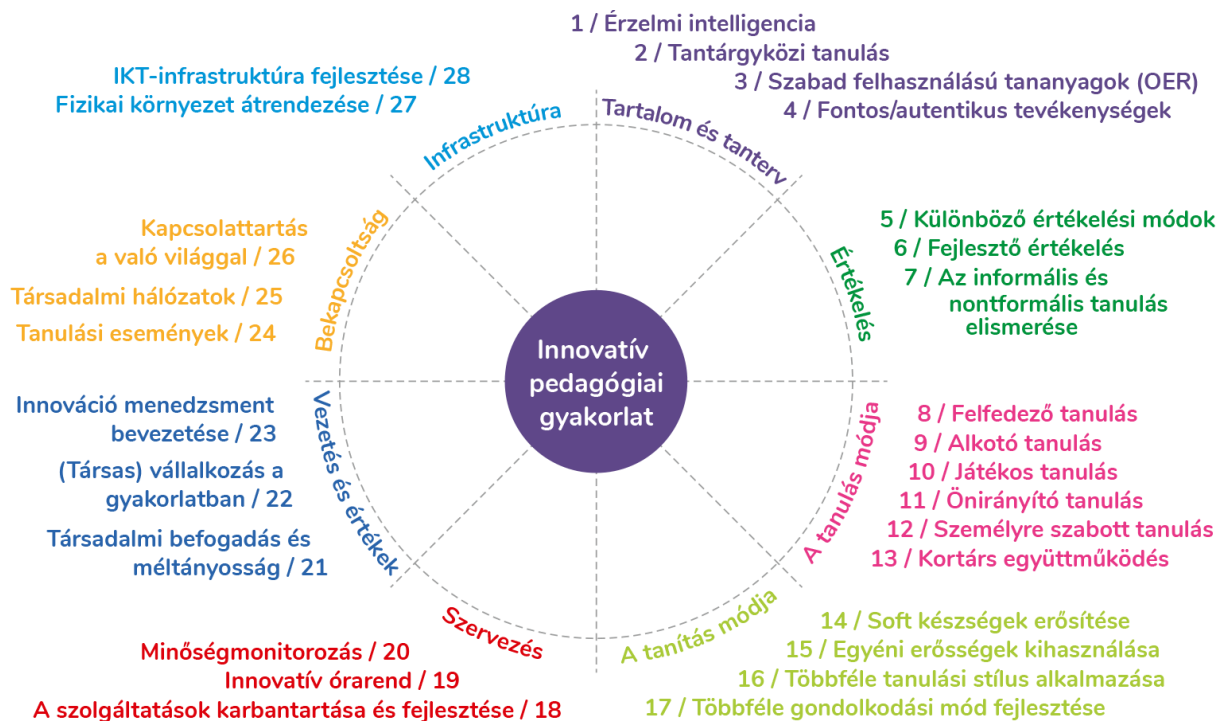 1 / Érzelmi intelligencia
2 / Tantárgyközi tanulás
3 / Szabad felhasználású tananyagok (OER)
4 / Fontos/autentikus tevékenységek
Tartalom és tanterv
5 / Különböző értékelési módok
6 / Fejlesztő értékelés
7 / Az informális és
nontformális tanulás
elismerése
Értékelés
8 / Felfedező tanulás
9 / Alkotó tanulás
10 / Játékos tanulás
11 / Önirányító tanulás
12 / Személyre szabott tanulás
13 / Kortárs együttműködés
A tanulás módja
14 / Soft készségek erősítése
15 / Egyéni erősségek kihasználása
16 / Többféle tanulási stílus alkalmazása
17 / Többféle gondolkodási mód fejlesztése
A tanítás módja
Szervezés
Minőségmonitorozás / 20
Innovatív órarend / 19
A szolgáltatások karbantartása és fejlesztése / 18
Vezetés és értékek
Innováció menedzsment
bevezetése / 23
(Társas) vállalkozás a
gyakorlatban / 22
Társadalmi befogadás és
méltányosság / 21
Bekapcsoltság
Kapcsolattartás
a való világgal / 26
Társadalmi hálózatok / 25
Tanulási események / 24
Infrastruktúra
IKT-infrastruktúra fejlesztése / 28
Fizikai környezet átrendezése / 27
Innovatív
pedagógiai
gyakorlat